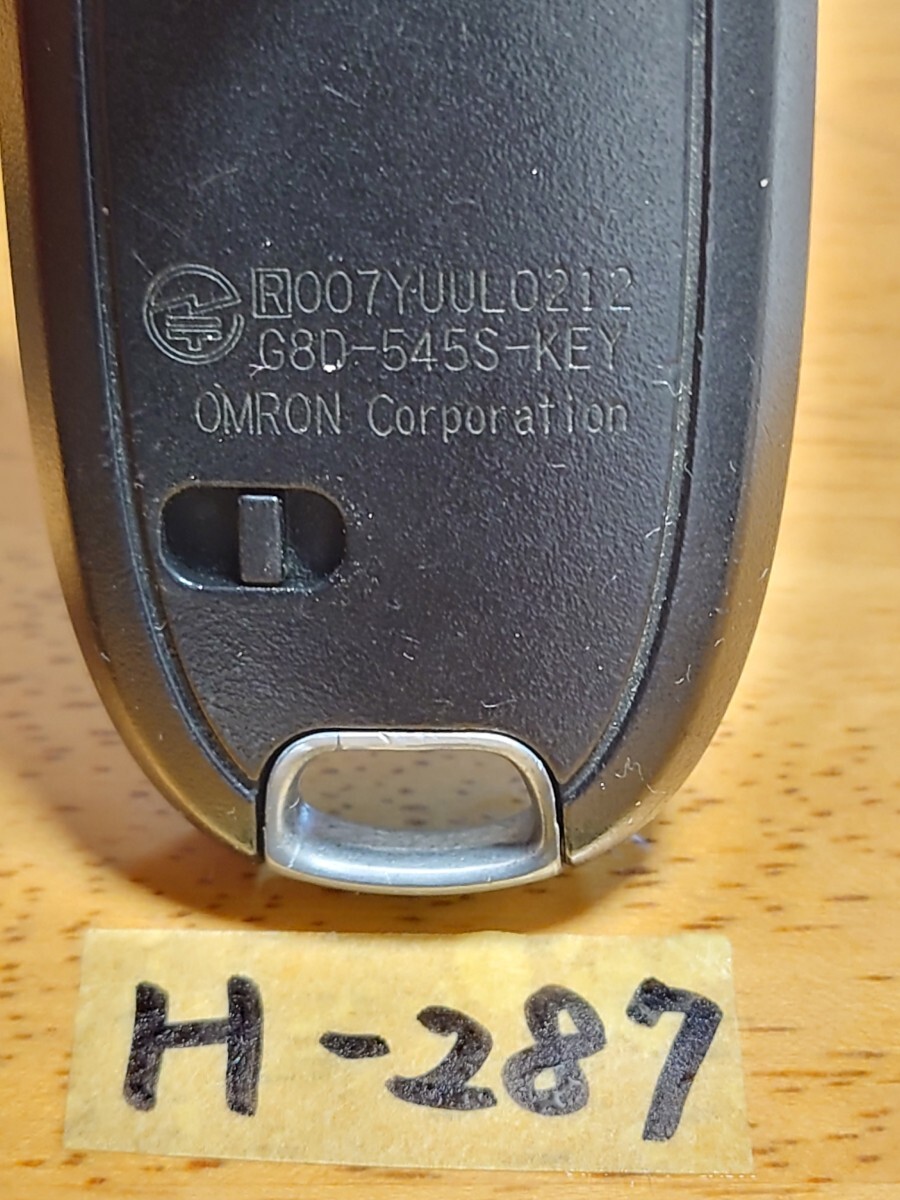 R007YUUL0212
G8D-545S-KEY
OMRON Corporation
H-287